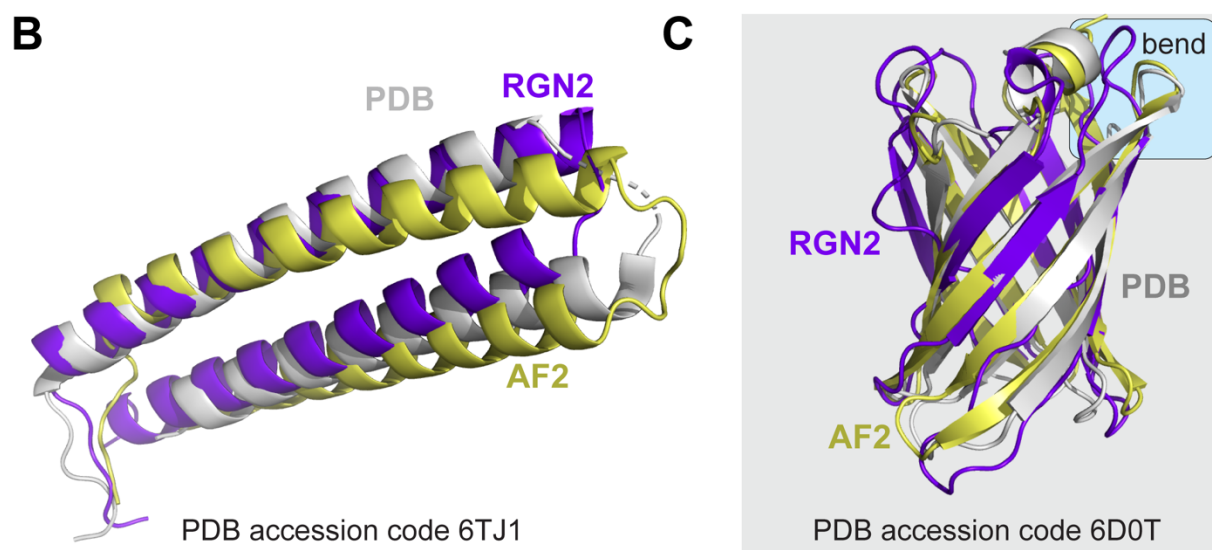 B
PDB
RGN2
AF2
PDB accession code 6TJ1
C
bend
RGN2
PDB
AF2
PDB accession code 6D0T